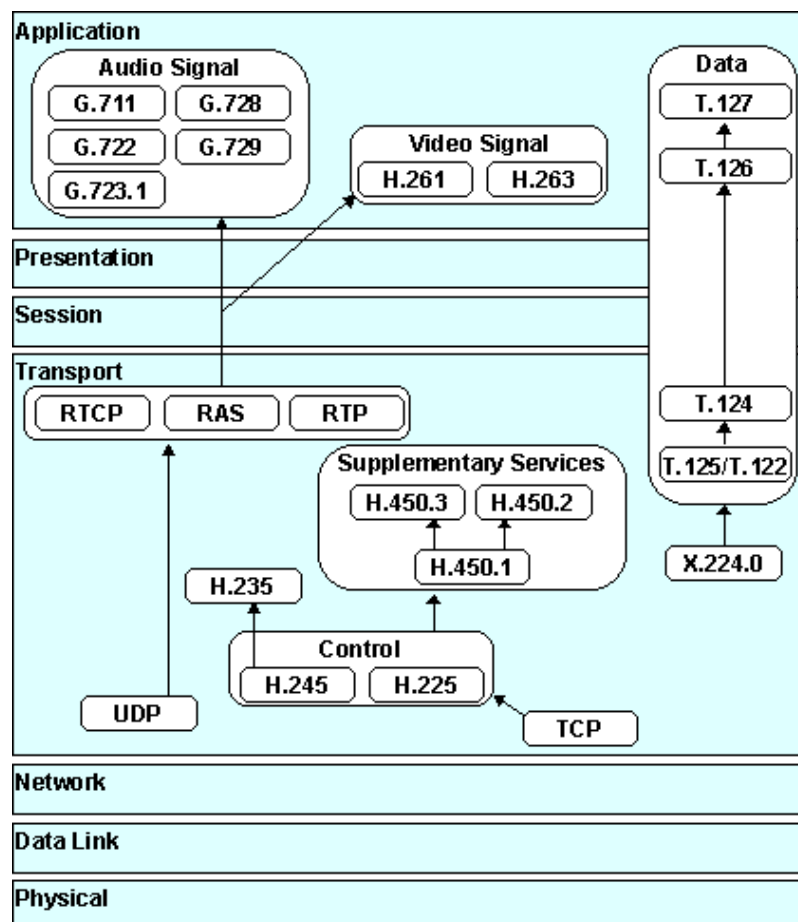 Application
Audio Signal
G.711 G.728
G.722 G.729
G.723.1
Video Signal
H.261 H.263
Data
T.127
T.126
Presentation
Session
Transport
RTCP RAS RTP
T.124
T.125/T.122
Supplementary Services
H.450.3 H.450.2
H.450.1
X.224.0
H.235
Control
H.245 H.225
UDP
TCP
Network
Data Link
Physical